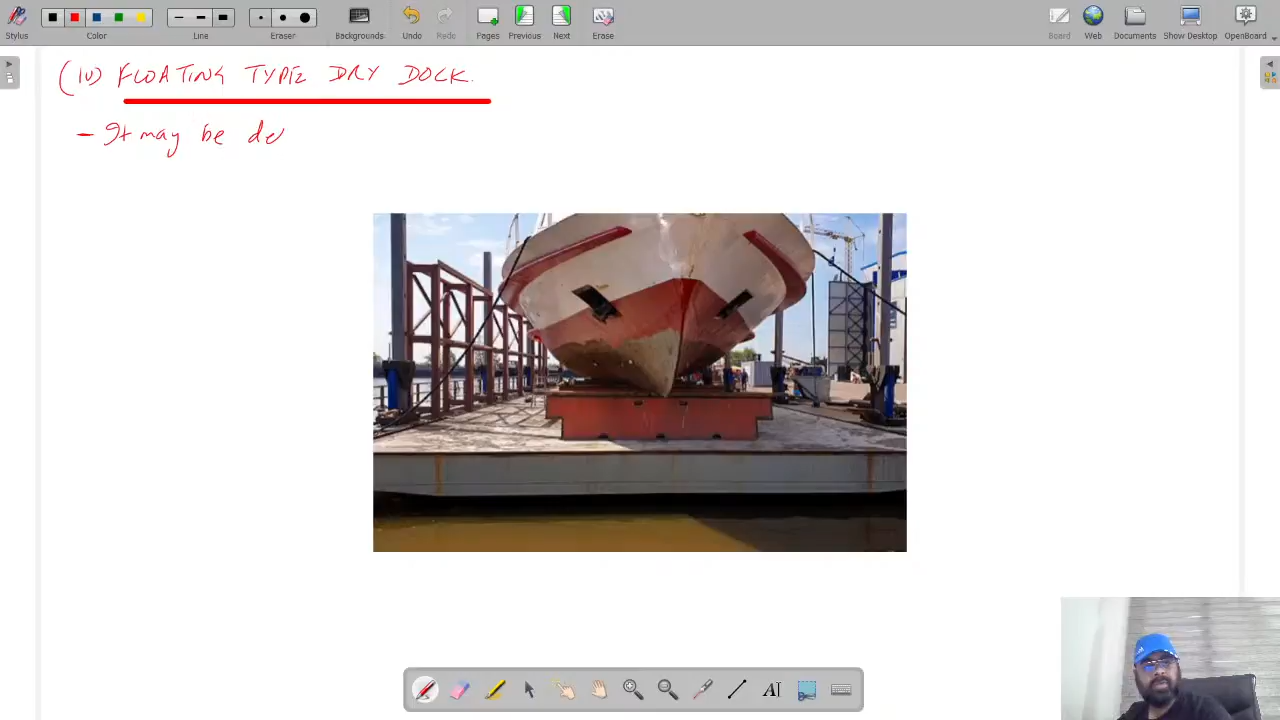 Stylus Color Line Eraser Backgrounds Undo Redo Pages Previous Next Erase Board Web Documents Show Desktop OpenBoard
(iv) FLOATING TYPE DRY DOCK.
- It may be de